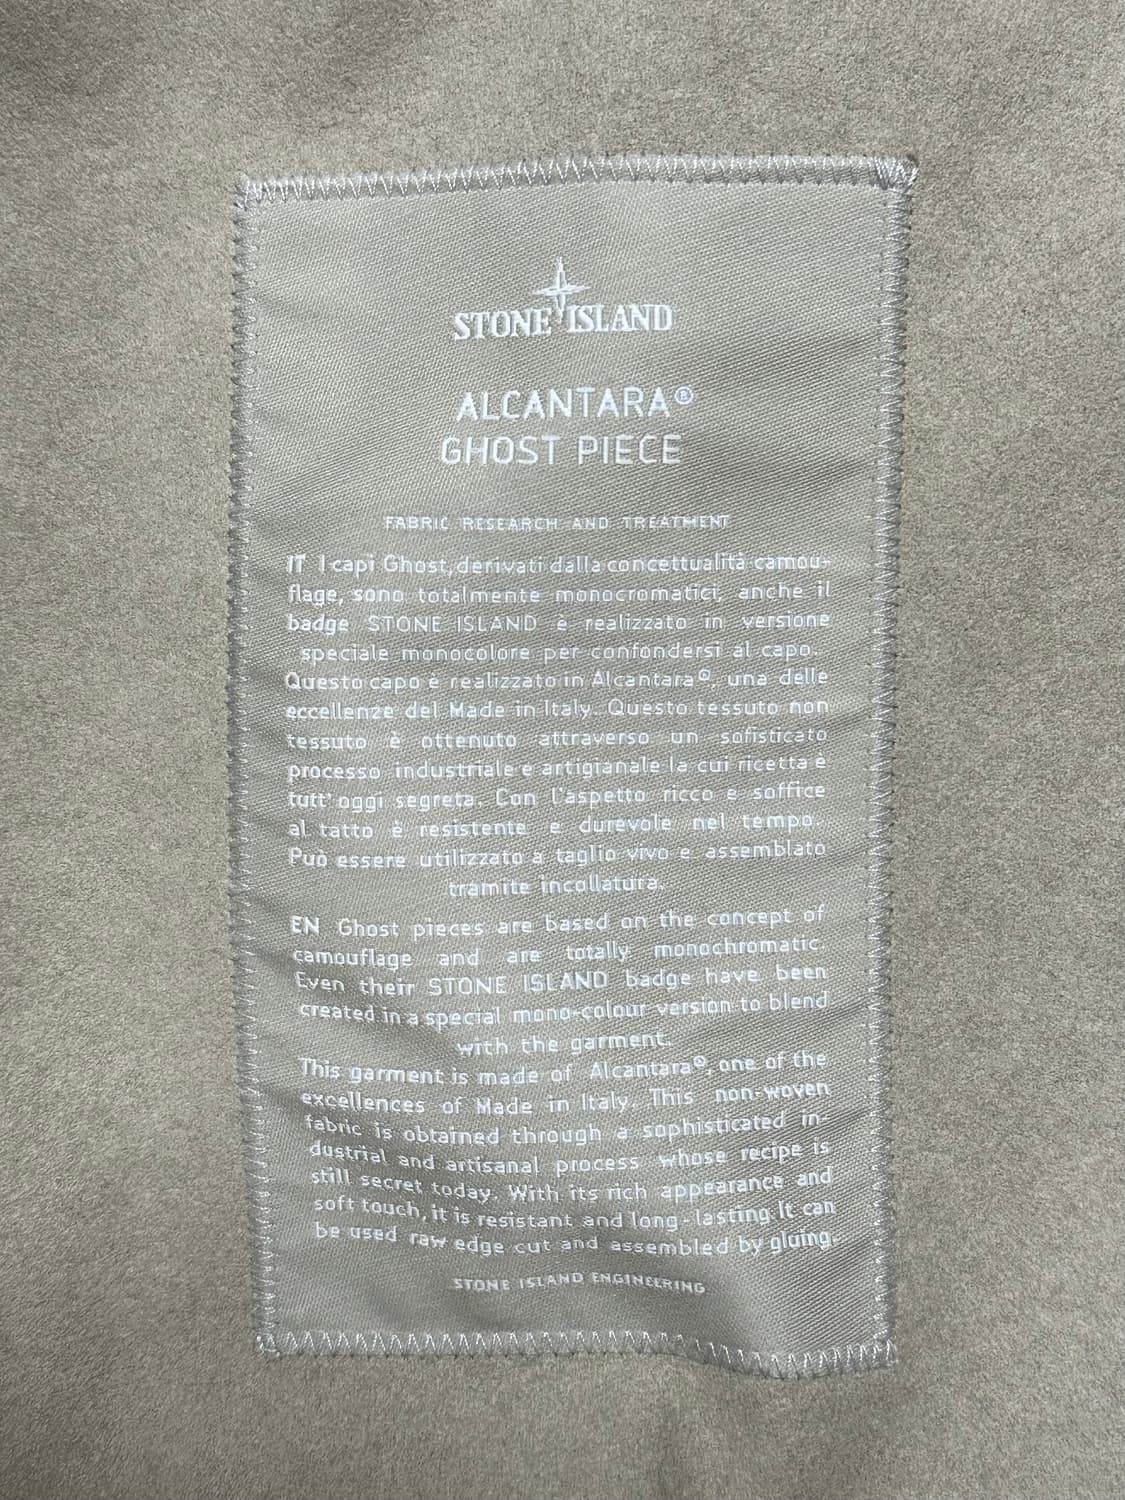 STONE ISLAND
ALCANTARA®
GHOST PIECE
FABRIC RESEARCH AND TREATMENT
IT I capi Ghost, derivati dalla concettualità camou-
flage, sono totalmente monocromatici, anche il
badge STONE ISLAND è realizzato in versione
speciale monocolore per confondersi al capo.
Questo capo è realizzato in Alcantara®, una delle
eccellenze del Made in Italy. Questo tessuto non
tessuto è ottenuto attraverso un sofisticato
processo industriale e artigianale la cui ricetta è
tutt'oggi segreta. Con l'aspetto ricco e soffice
al tatto è resistente e durevole nel tempo.
Può essere utilizzato a taglio vivo e assemblato
tramite incollatura.
EN Ghost pieces are based on the concept of
camouflage and are totally monochromatic.
Even their STONE ISLAND badge have been
created in a special mono-colour version to blend
with the garment.
This garment is made of Alcantara®, one of the
excellences of Made in Italy. This non-woven
fabric is obtained through a sophisticated in-
dustrial and artisanal process whose recipe is
still secret today. With its rich appearance and
soft touch, it is resistant and long-lasting. It can
be used raw edge cut and assembled by gluing.
STONE ISLAND ENGINEERING